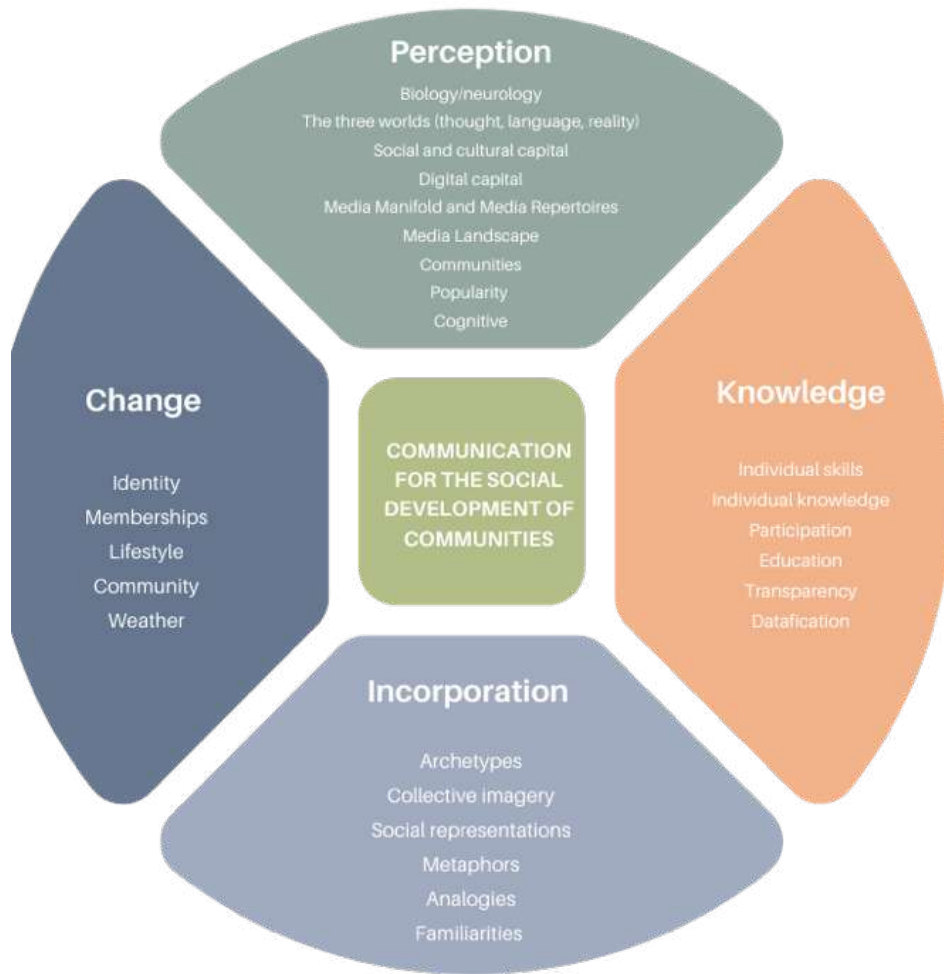 Perception
Biology/neurology
The three worlds (thought, language, reality)
Social and cultural capital
Digital capital
Media Manifold and Media Repertoires
Media Landscape
Communities
Popularity
Cognitive
Change
Identity
Memberships
Lifestyle
Community
Weather
COMMUNICATION
FOR THE SOCIAL
DEVELOPMENT OF
COMMUNITIES
Knowledge
Individual skills
Individual knowledge
Participation
Education
Transparency
Datafication
Incorporation
Archetypes
Collective imagery
Social representations
Metaphors
Analogies
Familiarities